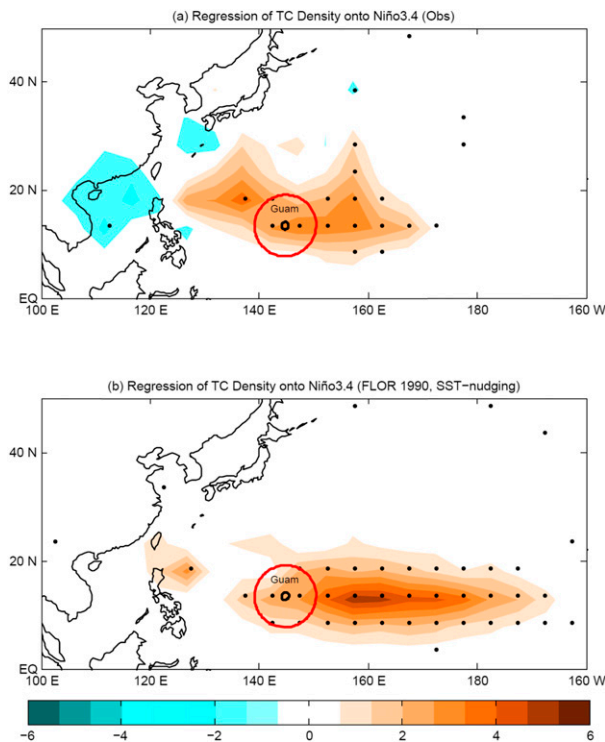 (a) Regression of TC Density onto Niño3.4 (Obs)
40 N
20 N
Guam
EQ
100 E 120 E 140 E 160 E 180 160 W
(b) Regression of TC Density onto Niño3.4 (FLOR 1990, SST−nudging)
40 N
20 N
Guam
EQ
100 E 120 E 140 E 160 E 180 160 W
−6 −4 −2 0 2 4 6